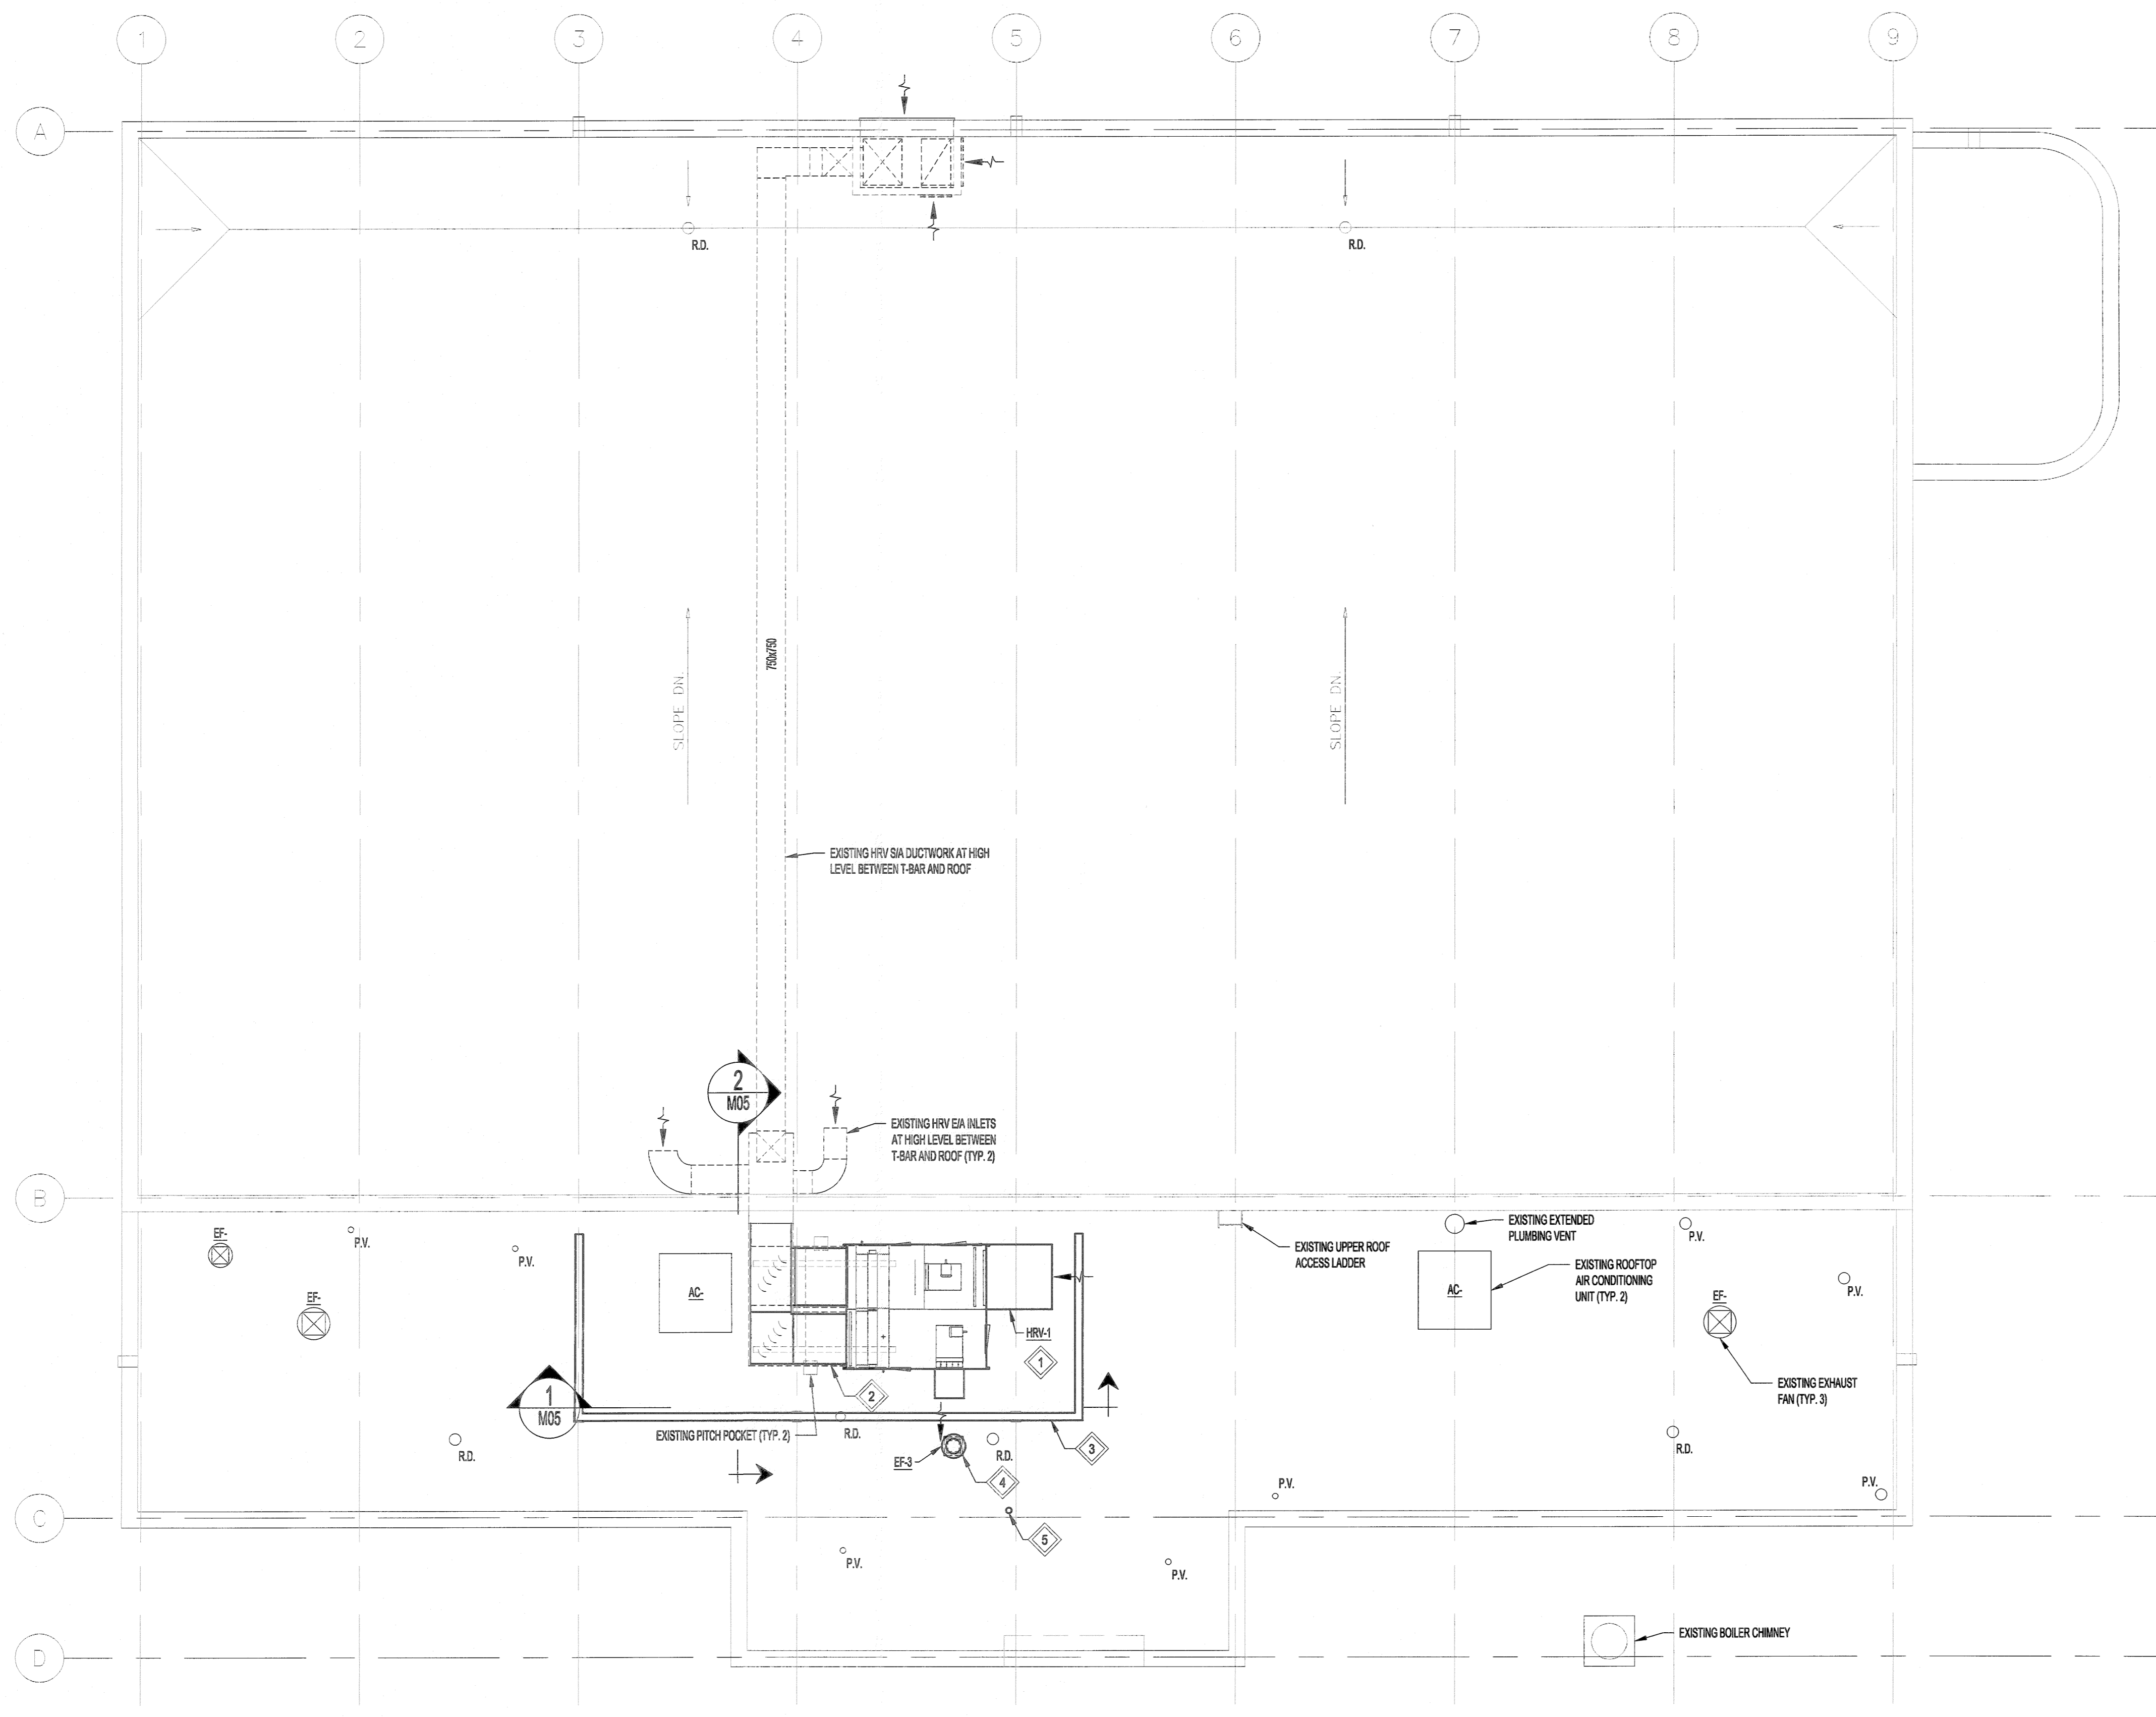 1
2
3
4
5
6
7
8
9
A
R.D.
R.D.
750x750
SLOPE DN.
SLOPE DN.
EXISTING HRV S/A DUCTWORK AT HIGH
LEVEL BETWEEN T-BAR AND ROOF
2
M05
EXISTING HRV E/A INLETS
AT HIGH LEVEL BETWEEN
T-BAR AND ROOF (TYP. 2)
B
EF-
P.V.
P.V.
EF-
AC-
HRV-1
1
2
EXISTING UPPER ROOF
ACCESS LADDER
EXISTING EXTENDED
PLUMBING VENT
P.V.
AC-
EXISTING ROOFTOP
AIR CONDITIONING
UNIT (TYP. 2)
P.V.
EF-
EXISTING EXHAUST
FAN (TYP. 3)
1
M05
EXISTING PITCH POCKET (TYP. 2)
R.D.
R.D.
EF-3
R.D.
3
4
R.D.
P.V.
P.V.
C
5
P.V.
P.V.
D
EXISTING BOILER CHIMNEY